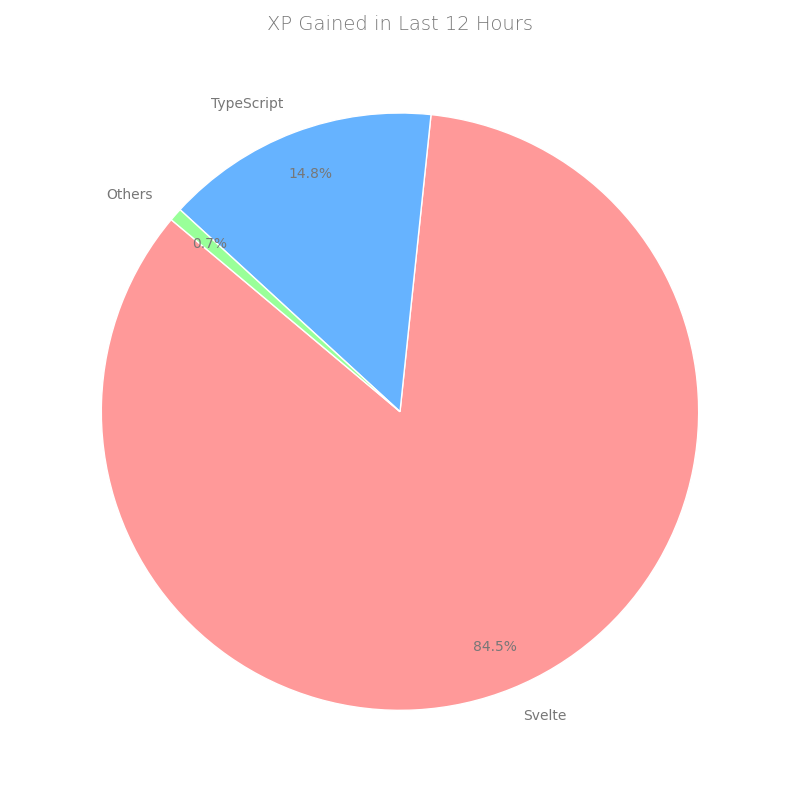 XP Gained in Last 12 Hours
TypeScript
14.8%
Others
0.7%
84.5%
Svelte